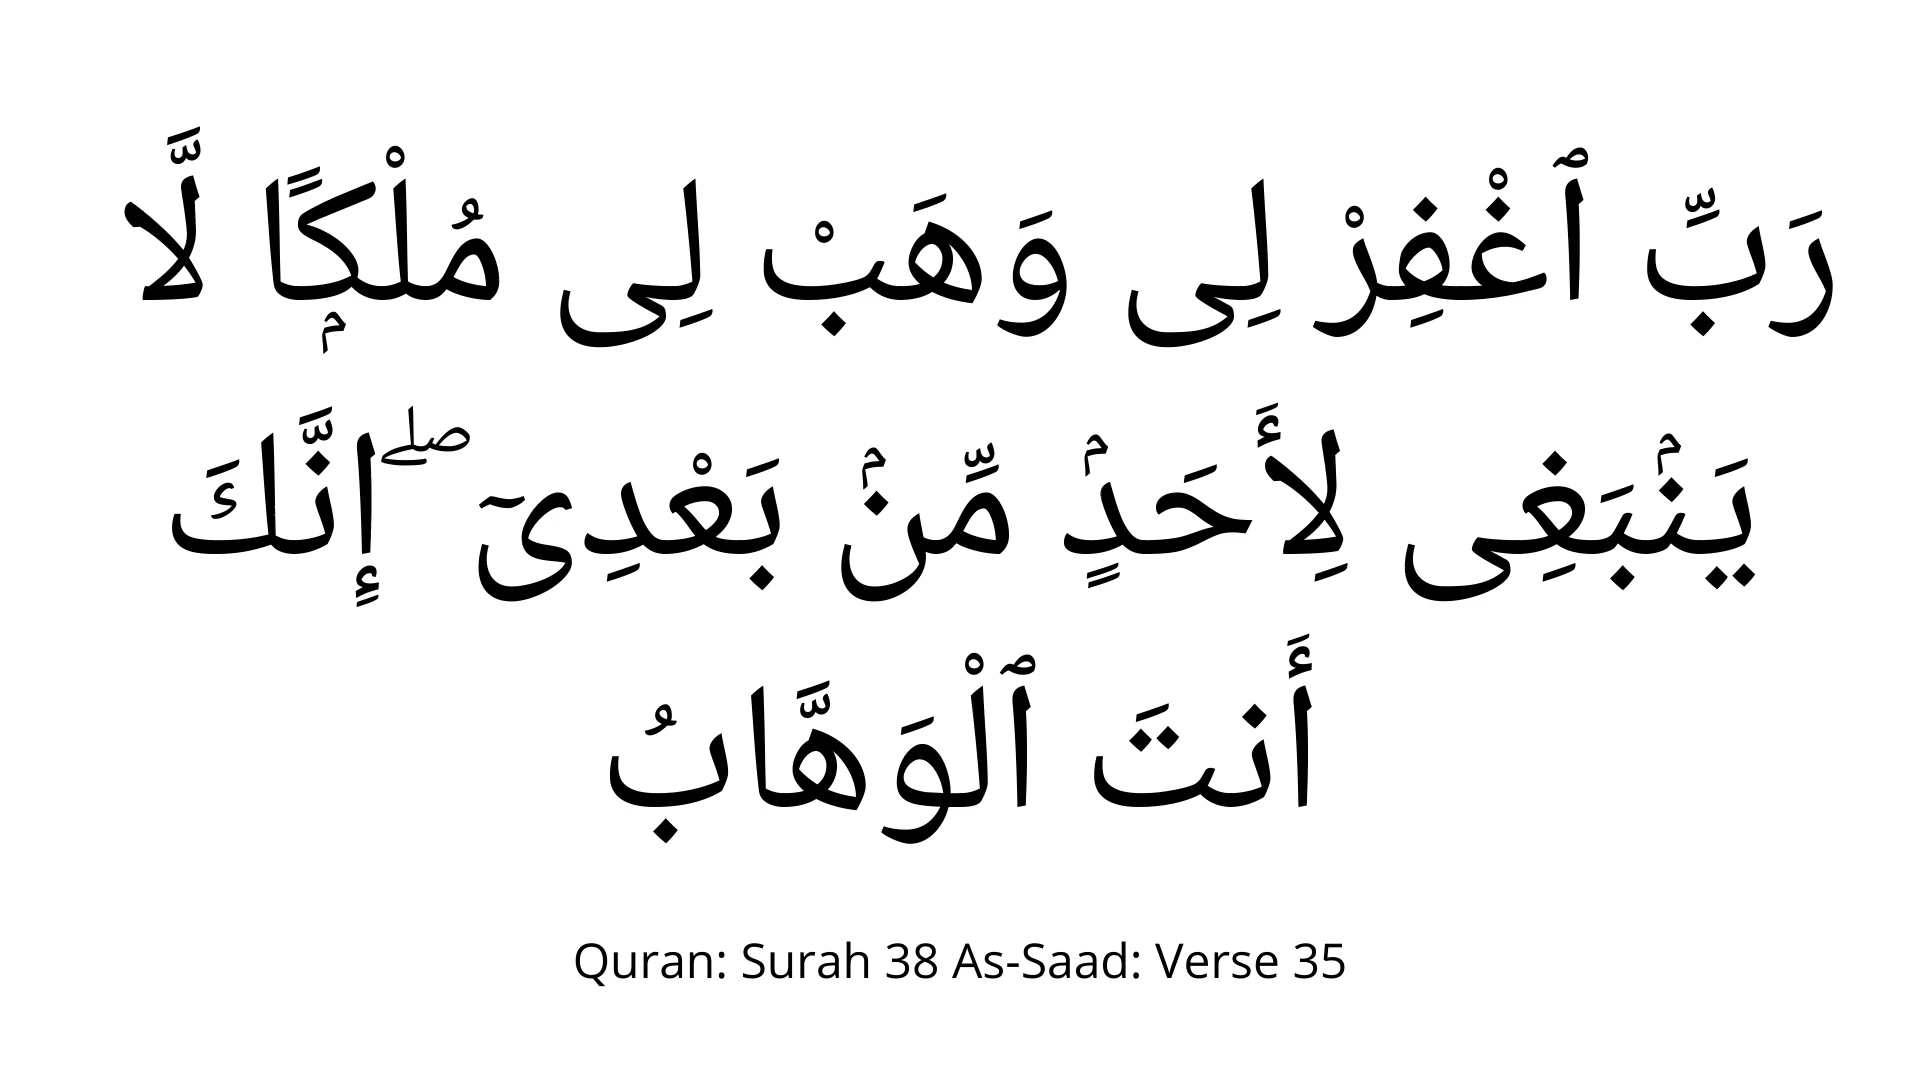 رَبِّ ٱغْفِرْ لِى وَهَبْ لِى مُلْكًۭا لَّا
يَنۢبَغِى لِأَحَدٍۢ مِّنۢ بَعْدِىٓ ۖ إِنَّكَ
أَنتَ ٱلْوَهَّابُ
Quran: Surah 38 As-Saad: Verse 35